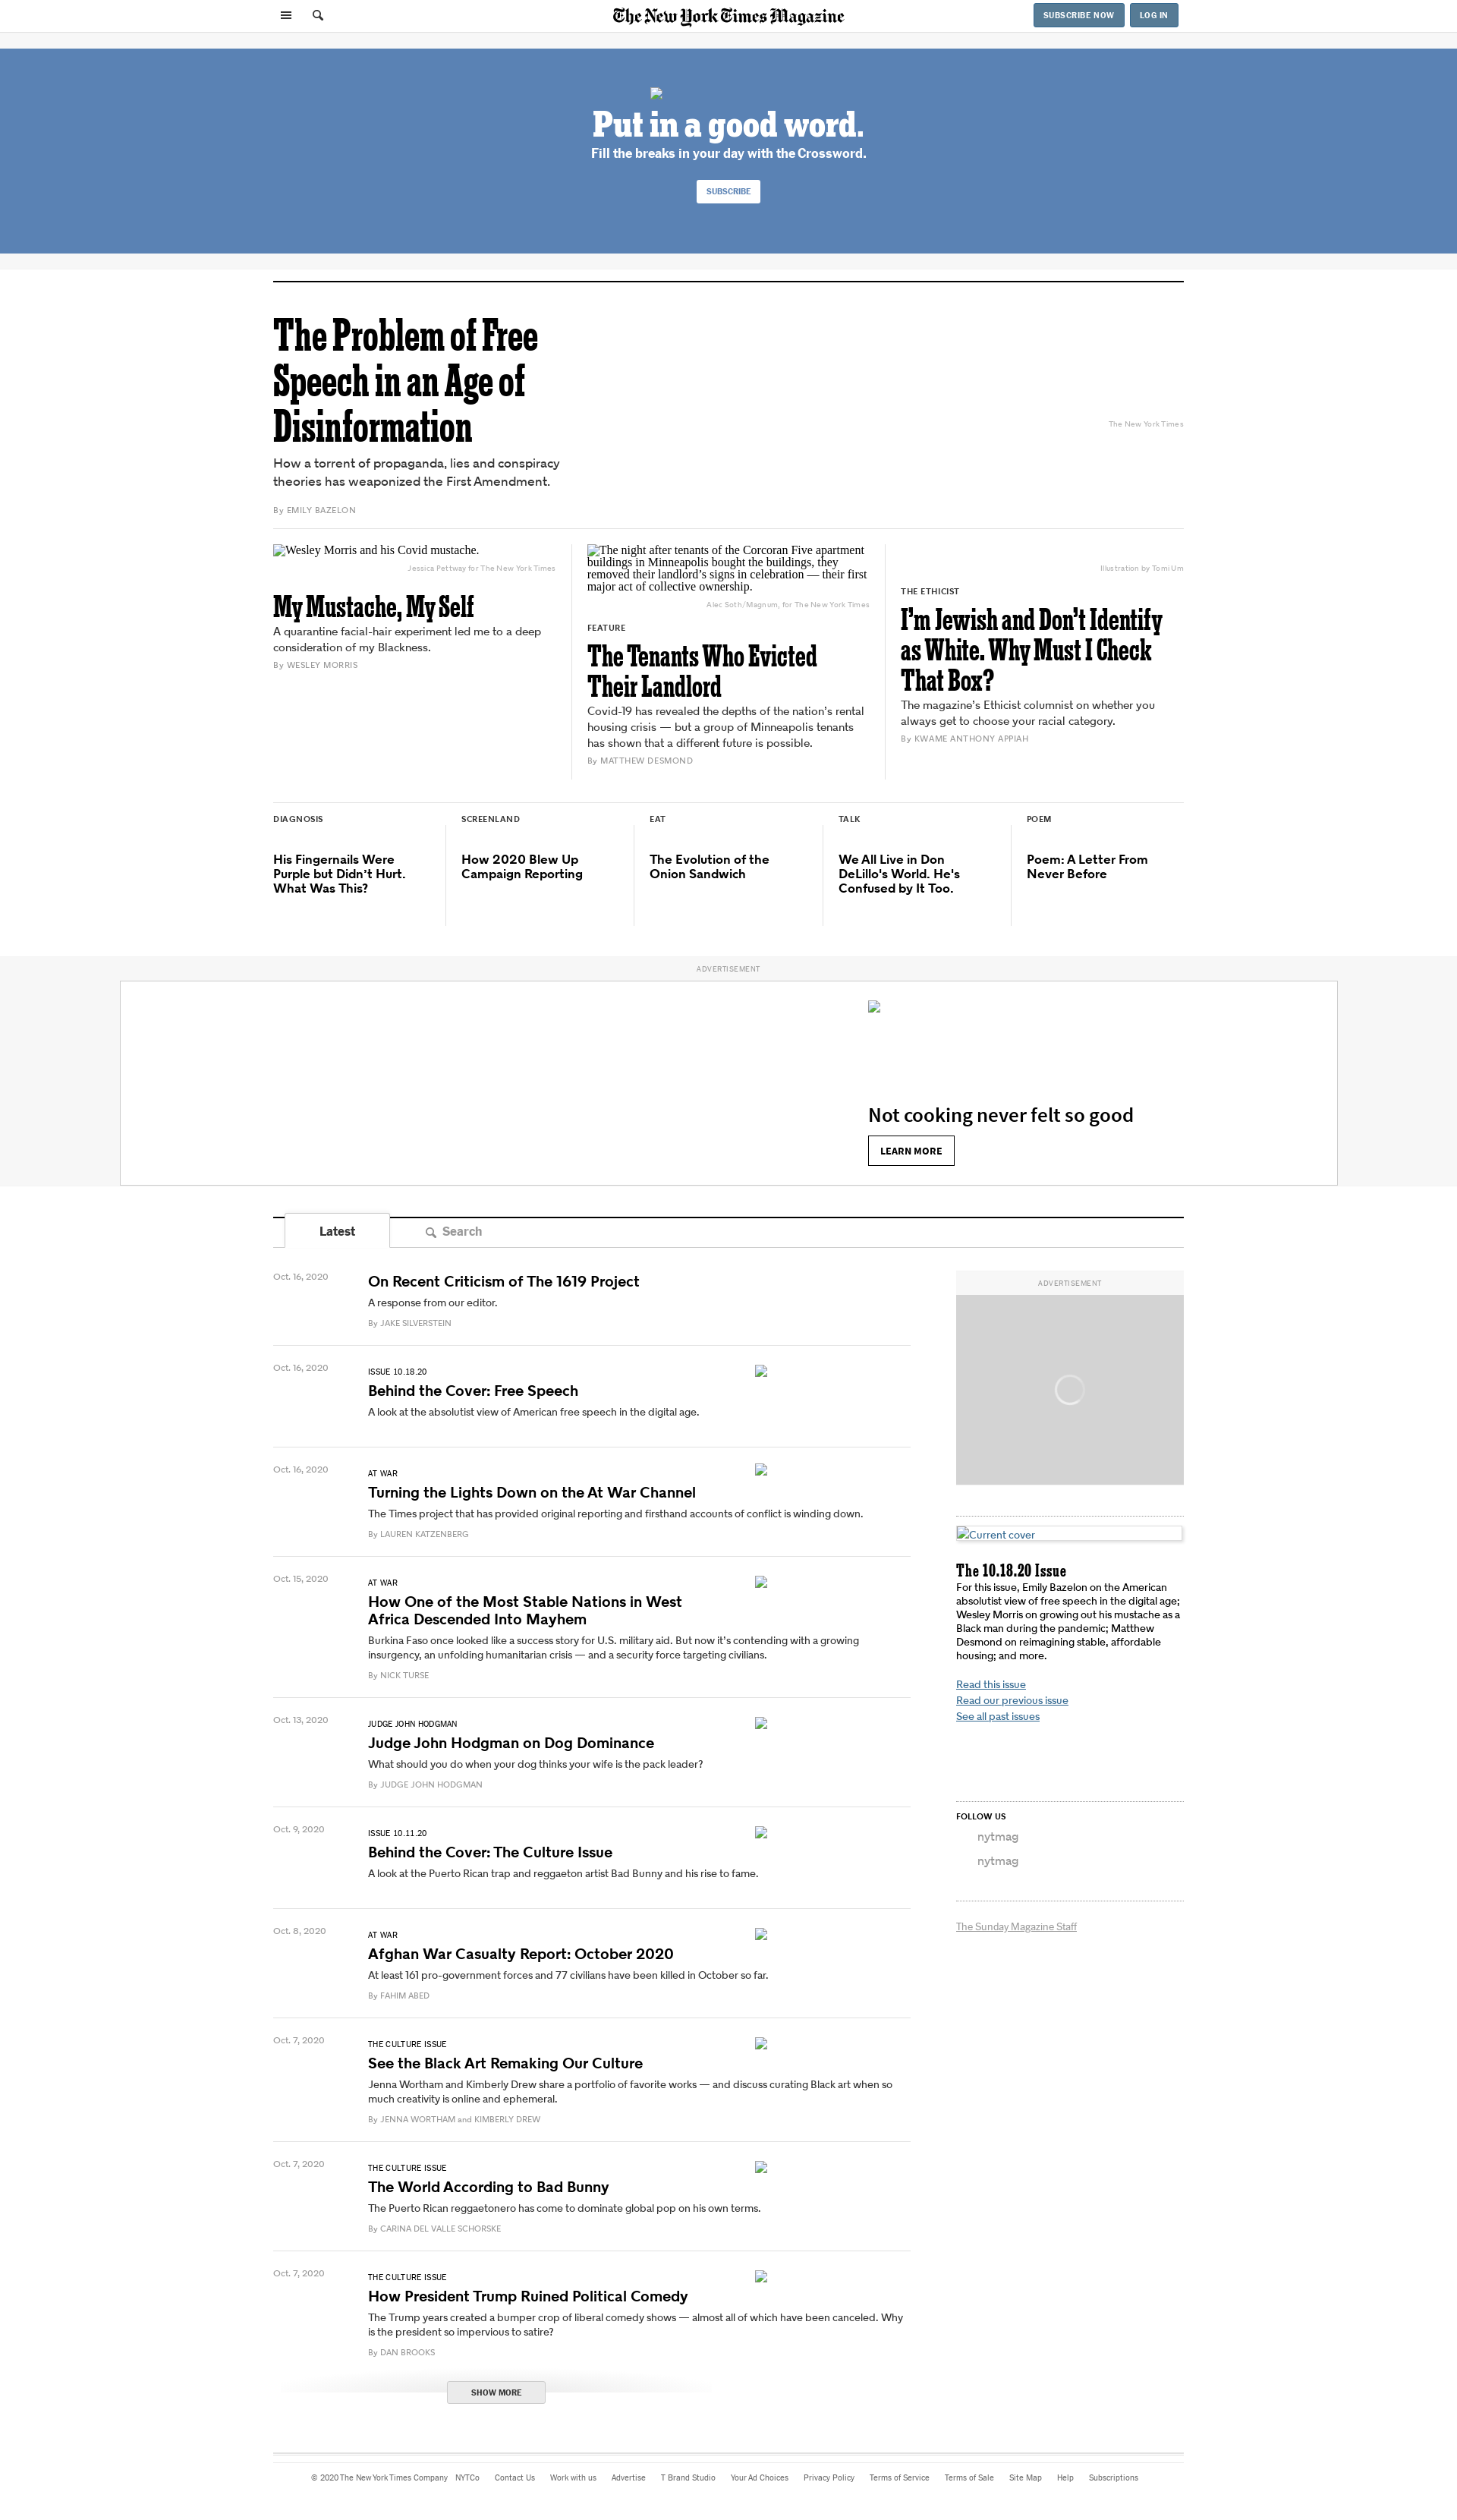 The New York Times Magazine
SUBSCRIBE NOW
LOG IN
Put in a good word.
Fill the breaks in your day with the Crossword.
SUBSCRIBE
The Problem of Free
Speech in an Age of
Disinformation
How a torrent of propaganda, lies and conspiracy
theories has weaponized the First Amendment.
By EMILY BAZELON
The New York Times
Wesley Morris and his Covid mustache.
Jessica Pettway for The New York Times
My Mustache, My Self
A quarantine facial-hair experiment led me to a deep
consideration of my Blackness.
By WESLEY MORRIS
The night after tenants of the Corcoran Five apartment
buildings in Minneapolis bought the buildings, they
removed their landlord’s signs in celebration — their first
major act of collective ownership.
Alec Soth/Magnum, for The New York Times
FEATURE
The Tenants Who Evicted
Their Landlord
Covid-19 has revealed the depths of the nation’s rental
housing crisis — but a group of Minneapolis tenants
has shown that a different future is possible.
By MATTHEW DESMOND
Illustration by Tomi Um
THE ETHICIST
I’m Jewish and Don’t Identify
as White. Why Must I Check
That Box?
The magazine’s Ethicist columnist on whether you
always get to choose your racial category.
By KWAME ANTHONY APPIAH
DIAGNOSIS
His Fingernails Were
Purple but Didn’t Hurt.
What Was This?
SCREENLAND
How 2020 Blew Up
Campaign Reporting
EAT
The Evolution of the
Onion Sandwich
TALK
We All Live in Don
DeLillo's World. He's
Confused by It Too.
POEM
Poem: A Letter From
Never Before
ADVERTISEMENT
Not cooking never felt so good
LEARN MORE
Latest
Search
Oct. 16, 2020
On Recent Criticism of The 1619 Project
A response from our editor.
By JAKE SILVERSTEIN
Oct. 16, 2020
ISSUE 10.18.20
Behind the Cover: Free Speech
A look at the absolutist view of American free speech in the digital age.
Oct. 16, 2020
AT WAR
Turning the Lights Down on the At War Channel
The Times project that has provided original reporting and firsthand accounts of conflict is winding down.
By LAUREN KATZENBERG
Oct. 15, 2020
AT WAR
How One of the Most Stable Nations in West
Africa Descended Into Mayhem
Burkina Faso once looked like a success story for U.S. military aid. But now it’s contending with a growing
insurgency, an unfolding humanitarian crisis — and a security force targeting civilians.
By NICK TURSE
Oct. 13, 2020
JUDGE JOHN HODGMAN
Judge John Hodgman on Dog Dominance
What should you do when your dog thinks your wife is the pack leader?
By JUDGE JOHN HODGMAN
Oct. 9, 2020
ISSUE 10.11.20
Behind the Cover: The Culture Issue
A look at the Puerto Rican trap and reggaeton artist Bad Bunny and his rise to fame.
Oct. 8, 2020
AT WAR
Afghan War Casualty Report: October 2020
At least 161 pro-government forces and 77 civilians have been killed in October so far.
By FAHIM ABED
Oct. 7, 2020
THE CULTURE ISSUE
See the Black Art Remaking Our Culture
Jenna Wortham and Kimberly Drew share a portfolio of favorite works — and discuss curating Black art when so
much creativity is online and ephemeral.
By JENNA WORTHAM and KIMBERLY DREW
Oct. 7, 2020
THE CULTURE ISSUE
The World According to Bad Bunny
The Puerto Rican reggaetonero has come to dominate global pop on his own terms.
By CARINA DEL VALLE SCHORSKE
Oct. 7, 2020
THE CULTURE ISSUE
How President Trump Ruined Political Comedy
The Trump years created a bumper crop of liberal comedy shows — almost all of which have been canceled. Why
is the president so impervious to satire?
By DAN BROOKS
SHOW MORE
ADVERTISEMENT
Current cover
The 10.18.20 Issue
For this issue, Emily Bazelon on the American
absolutist view of free speech in the digital age;
Wesley Morris on growing out his mustache as a
Black man during the pandemic; Matthew
Desmond on reimagining stable, affordable
housing; and more.
Read this issue
Read our previous issue
See all past issues
FOLLOW US
nytmag
nytmag
The Sunday Magazine Staff
© 2020 The New York Times Company NYTCo Contact Us Work with us Advertise T Brand Studio Your Ad Choices Privacy Policy Terms of Service Terms of Sale Site Map Help Subscriptions